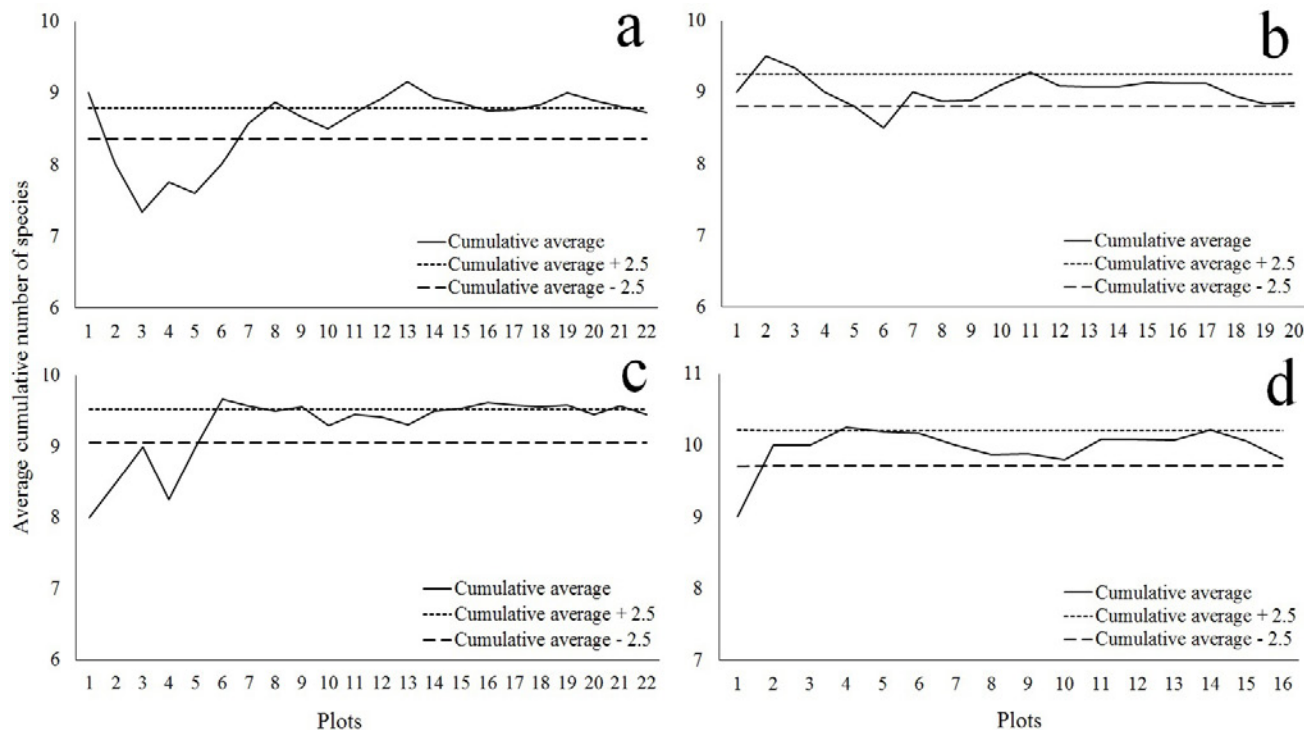 Average cumulative number of species
a
10
9
8
7
6
Cumulative average
Cumulative average + 2.5
Cumulative average - 2.5
1 2 3 4 5 6 7 8 9 10 11 12 13 14 15 16 17 18 19 20 21 22
b
10
9
8
7
6
Cumulative average
Cumulative average + 2.5
Cumulative average - 2.5
1 2 3 4 5 6 7 8 9 10 11 12 13 14 15 16 17 18 19 20
c
10
9
8
7
6
Cumulative average
Cumulative average + 2.5
Cumulative average - 2.5
1 2 3 4 5 6 7 8 9 10 11 12 13 14 15 16 17 18 19 20 21 22
Plots
d
11
10
9
8
7
Cumulative average
Cumulative average + 2.5
Cumulative average - 2.5
1 2 3 4 5 6 7 8 9 10 11 12 13 14 15 16
Plots